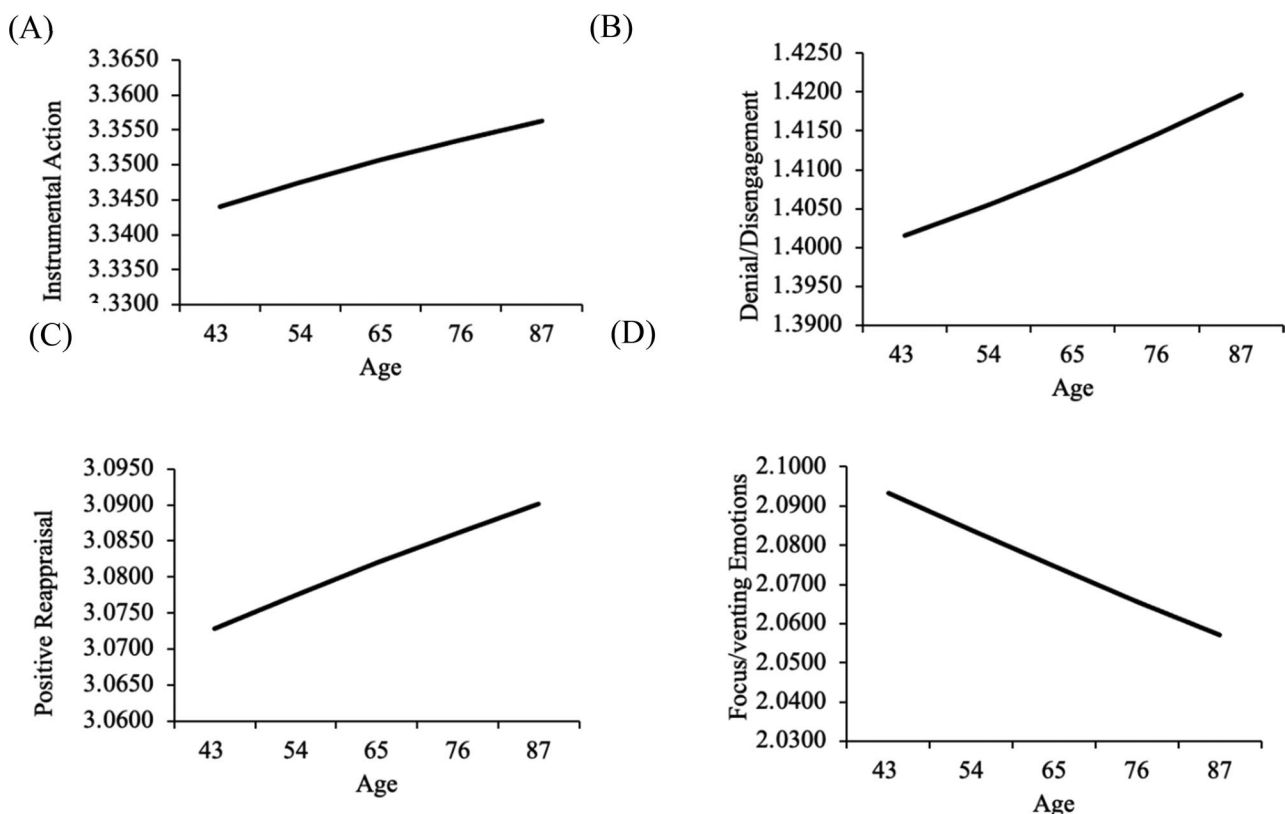 (A)
Instrumental Action
3.3650
3.3600
3.3550
3.3500
3.3450
3.3400
3.3350
3.3300
43 54 65 76 87
Age
(B)
Denial/Disengagement
1.4250
1.4200
1.4150
1.4100
1.4050
1.4000
1.3950
1.3900
43 54 65 76 87
Age
(C)
Positive Reappraisal
3.0950
3.0900
3.0850
3.0800
3.0750
3.0700
3.0650
3.0600
43 54 65 76 87
Age
(D)
Focus/venting Emotions
2.1000
2.0900
2.0800
2.0700
2.0600
2.0500
2.0400
2.0300
43 54 65 76 87
Age